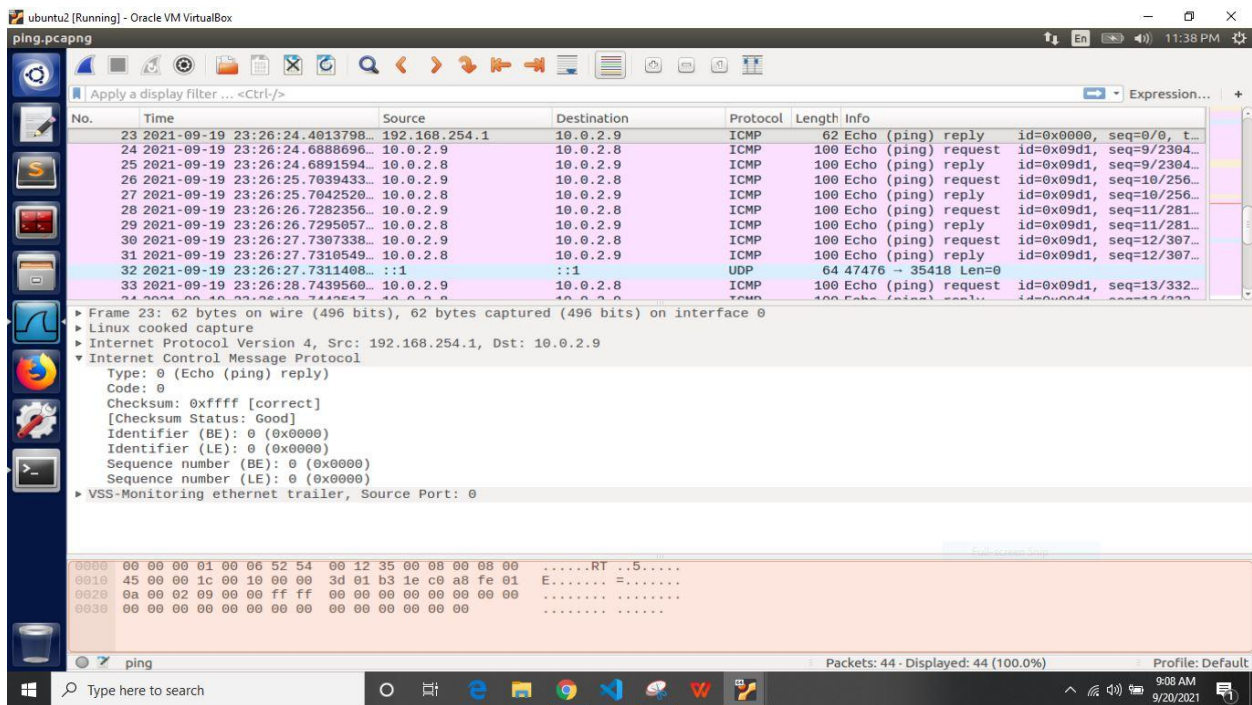 ubuntu2 [Running] - Oracle VM VirtualBox
ping.pcapng
En
11:38 PM
Apply a display filter ... <Ctrl-/>
Expression...
+
No. Time Source Destination Protocol Length Info
23 2021-09-19 23:26:24.4013798… 192.168.254.1 10.0.2.9 ICMP 62 Echo (ping) reply id=0x0000, seq=0/0, t…
24 2021-09-19 23:26:24.6888696… 10.0.2.9 10.0.2.8 ICMP 100 Echo (ping) request id=0x09d1, seq=9/2304…
25 2021-09-19 23:26:24.6891594… 10.0.2.8 10.0.2.9 ICMP 100 Echo (ping) reply id=0x09d1, seq=9/2304…
26 2021-09-19 23:26:25.7039433… 10.0.2.9 10.0.2.8 ICMP 100 Echo (ping) request id=0x09d1, seq=10/256…
27 2021-09-19 23:26:25.7042520… 10.0.2.8 10.0.2.9 ICMP 100 Echo (ping) reply id=0x09d1, seq=10/256…
28 2021-09-19 23:26:26.7282356… 10.0.2.9 10.0.2.8 ICMP 100 Echo (ping) request id=0x09d1, seq=11/281…
29 2021-09-19 23:26:26.7295057… 10.0.2.8 10.0.2.9 ICMP 100 Echo (ping) reply id=0x09d1, seq=11/281…
30 2021-09-19 23:26:27.7307338… 10.0.2.9 10.0.2.8 ICMP 100 Echo (ping) request id=0x09d1, seq=12/307…
31 2021-09-19 23:26:27.7310549… 10.0.2.8 10.0.2.9 ICMP 100 Echo (ping) reply id=0x09d1, seq=12/307…
32 2021-09-19 23:26:27.7311408… ::1 ::1 UDP 64 47476 → 35418 Len=0
33 2021-09-19 23:26:28.7439560… 10.0.2.9 10.0.2.8 ICMP 100 Echo (ping) request id=0x09d1, seq=13/332…
Frame 23: 62 bytes on wire (496 bits), 62 bytes captured (496 bits) on interface 0
Linux cooked capture
Internet Protocol Version 4, Src: 192.168.254.1, Dst: 10.0.2.9
Internet Control Message Protocol
Type: 0 (Echo (ping) reply)
Code: 0
Checksum: 0xffff [correct]
[Checksum Status: Good]
Identifier (BE): 0 (0x0000)
Identifier (LE): 0 (0x0000)
Sequence number (BE): 0 (0x0000)
Sequence number (LE): 0 (0x0000)
VSS-Monitoring ethernet trailer, Source Port: 0
0000 00 00 00 01 00 06 52 54 00 12 35 00 08 00 08 00 ......RT ..5.....
0010 45 00 00 1c 00 10 00 00 3d 01 b3 1e c0 a8 fe 01 E....... =.......
0020 0a 00 02 09 00 00 ff ff 00 00 00 00 00 00 00 00 ........ ........
0030 00 00 00 00 00 00 00 00 00 00 00 00 00 00 ........ ......
ping
Packets: 44 · Displayed: 44 (100.0%)
Profile: Default
Type here to search
9:08 AM
9/20/2021